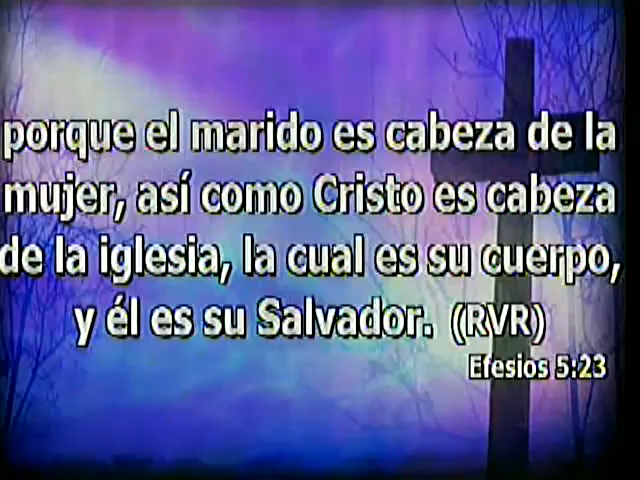 porque el marido es cabeza de la
mujer, así como Cristo es cabeza
de la iglesia, la cual es su cuerpo,
y él es su Salvador. (RVR)
Efesios 5:23